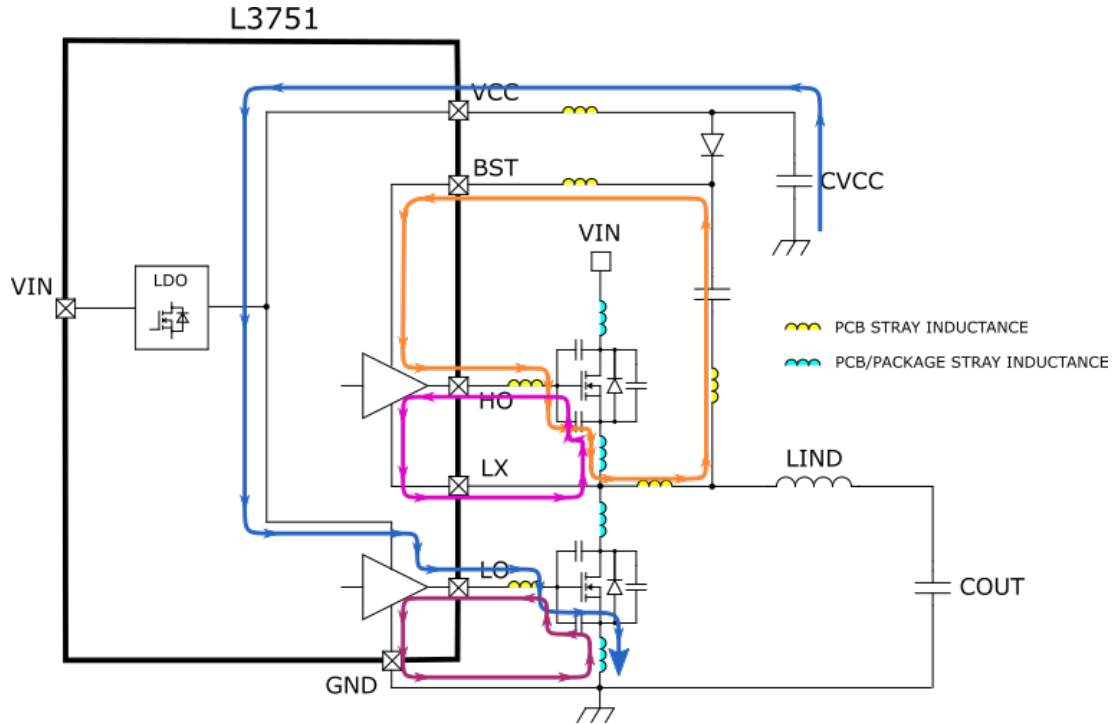 L3751
VCC
BST
CVCC
VIN
VIN
LDO
PCB STRAY INDUCTANCE
PCB/PACKAGE STRAY INDUCTANCE
HO
LX
LIND
LO
COUT
GND